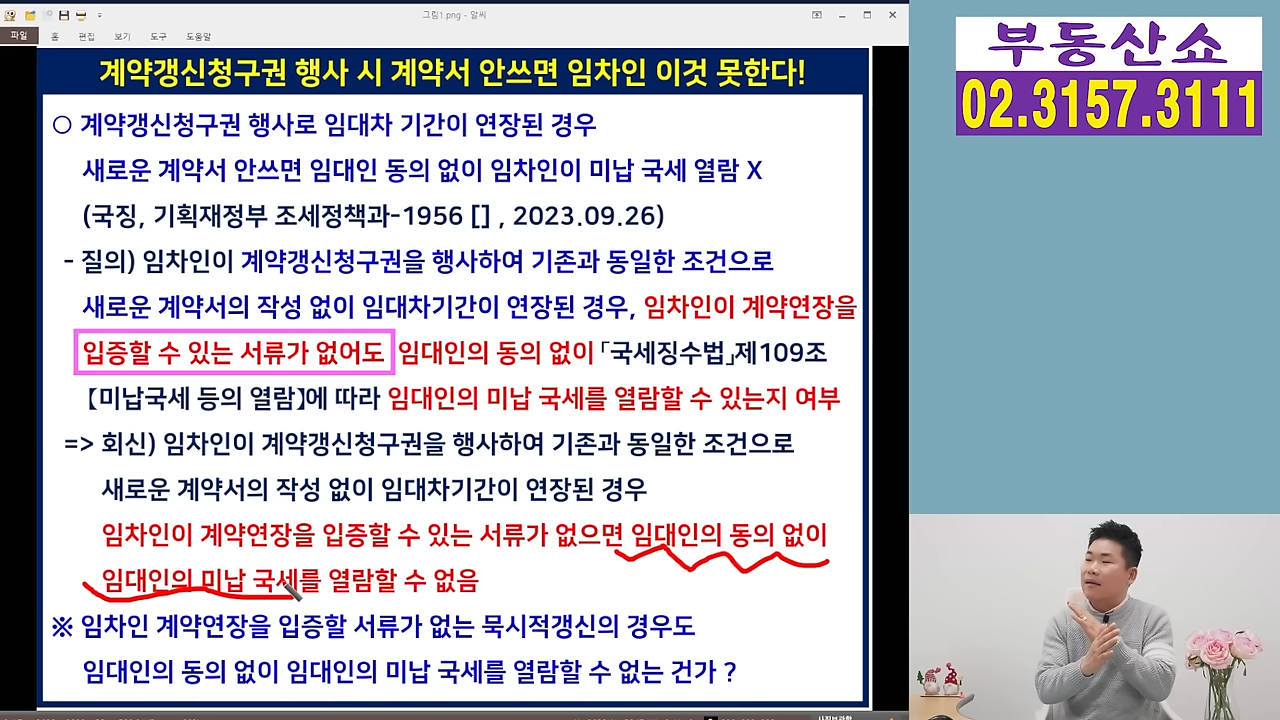 그림1.png - 알씨
파일 홈 편집 보기 도구 도움말
부동산쇼
02.3157.3111
계약갱신청구권 행사 시 계약서 안쓰면 임차인 이것 못한다!
○ 계약갱신청구권 행사로 임대차 기간이 연장된 경우
새로운 계약서 안쓰면 임대인 동의 없이 임차인이 미납 국세 열람 X
(국징, 기획재정부 조세정책과-1956 [] , 2023.09.26)
- 질의) 임차인이 계약갱신청구권을 행사하여 기존과 동일한 조건으로
새로운 계약서의 작성 없이 임대차기간이 연장된 경우, 임차인이 계약연장을
입증할 수 있는 서류가 없어도 임대인의 동의 없이 「국세징수법」제109조
【미납국세 등의 열람】에 따라 임대인의 미납 국세를 열람할 수 있는지 여부
=> 회신) 임차인이 계약갱신청구권을 행사하여 기존과 동일한 조건으로
새로운 계약서의 작성 없이 임대차기간이 연장된 경우
임차인이 계약연장을 입증할 수 있는 서류가 없으면 임대인의 동의 없이
임대인의 미납 국세를 열람할 수 없음
※ 임차인 계약연장을 입증할 서류가 없는 묵시적갱신의 경우도
임대인의 동의 없이 임대인의 미납 국세를 열람할 수 없는 건가 ?